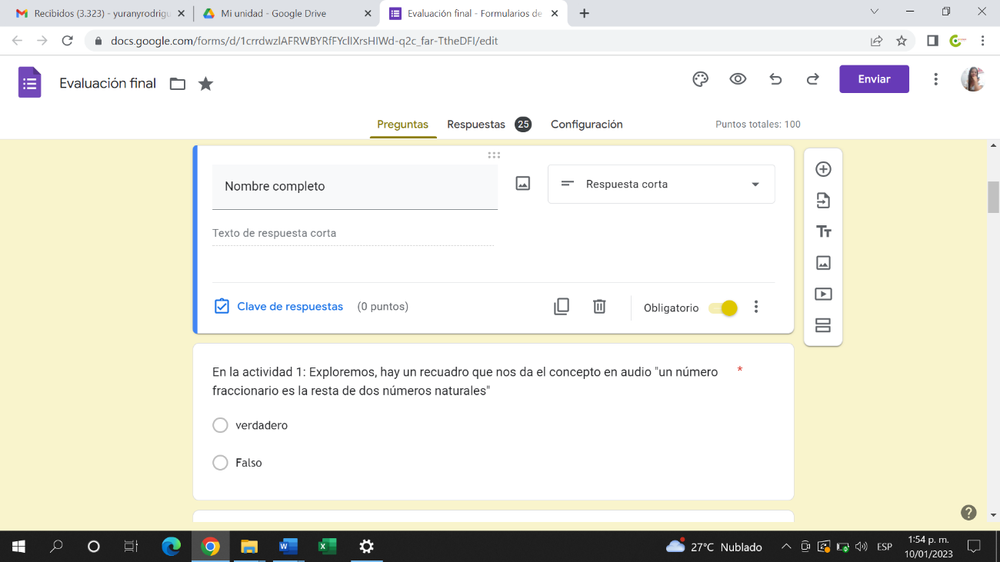 Recibidos (3.323) - yuranyrodrigu
Mi unidad - Google Drive
Evaluación final - Formularios de
docs.google.com/forms/d/1crrdwzlAFRWBYRfFYclIXrsHIWd-q2c_far-TtheDFI/edit
Evaluación final
Enviar
Preguntas
Respuestas
25
Configuración
Puntos totales: 100
Nombre completo
Respuesta corta
Texto de respuesta corta
Clave de respuestas
(0 puntos)
Obligatorio
En la actividad 1: Exploremos, hay un recuadro que nos da el concepto en audio "un número *
fraccionario es la resta de dos números naturales"
verdadero
Falso
27°C Nublado
ESP
1:54 p. m.
10/01/2023